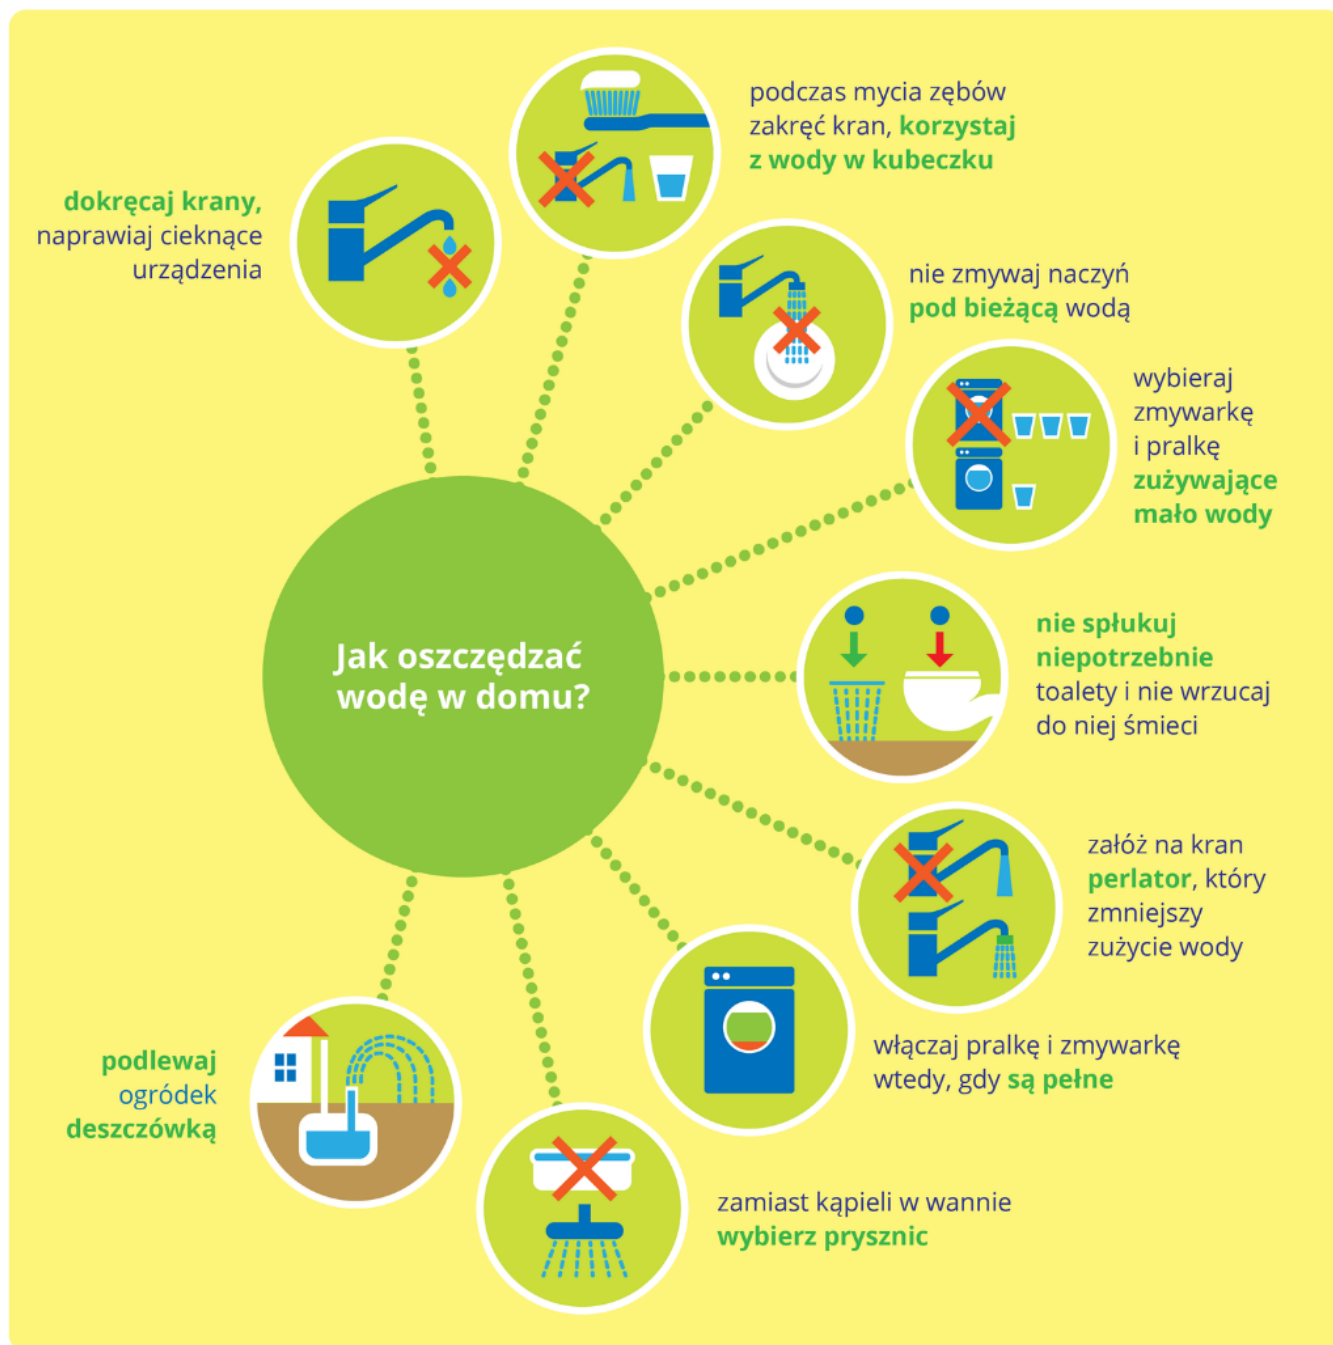 dokręcaj krany,
naprawiaj cieknące
urządzenia
podczas mycia zębów
zakręć kran, korzystaj
z wody w kubeczku
nie zmywaj naczyń
pod bieżącą wodą
wybieraj
zmywarkę
i pralkę
zużywające
mało wody
Jak oszczędzać
wodę w domu?
nie spłukuj
niepotrzebnie
toalety i nie wrzucaj
do niej śmieci
załóż na kran
perlator, który
zmniejszy
zużycie wody
włączaj pralkę i zmywarkę
wtedy, gdy są pełne
zamiast kąpieli w wannie
wybierz prysznic
podlewaj
ogródek
deszczówką